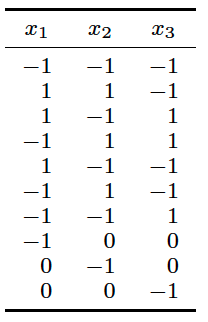 x1 x2 x3
−1 −1 −1
1 1 −1
1 −1 1
−1 1 1
1 −1 −1
−1 1 −1
−1 −1 1
−1 0 0
0 −1 0
0 0 −1